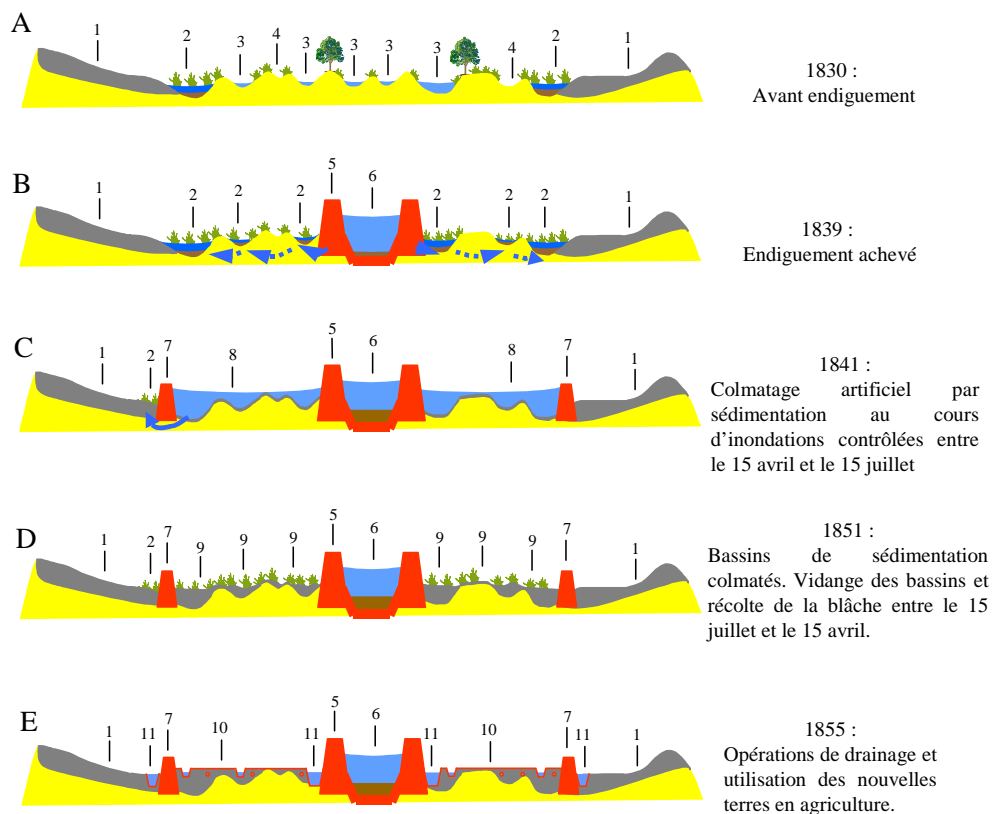 A
1 2 3 4 3 3 3 3 4 2 1
1830 :
Avant endiguement
B
1 2 2 2 5 6 2 2 2 1
1839 :
Endiguement achevé
C
1 2 7 8 5 6 8 7 1
1841 :
Colmatage artificiel par
sédimentation au cours
d’inondations contrôlées entre
le 15 avril et le 15 juillet
D
1 2 7 9 9 9 5 6 9 9 9 7 1
1851 :
Bassins de sédimentation
colmatés. Vidange des bassins et
récolte de la blâche entre le 15
juillet et le 15 avril.
E
1 11 7 10 11 5 6 11 10 7 11 1
1855 :
Opérations de drainage et
utilisation des nouvelles
terres en agriculture.